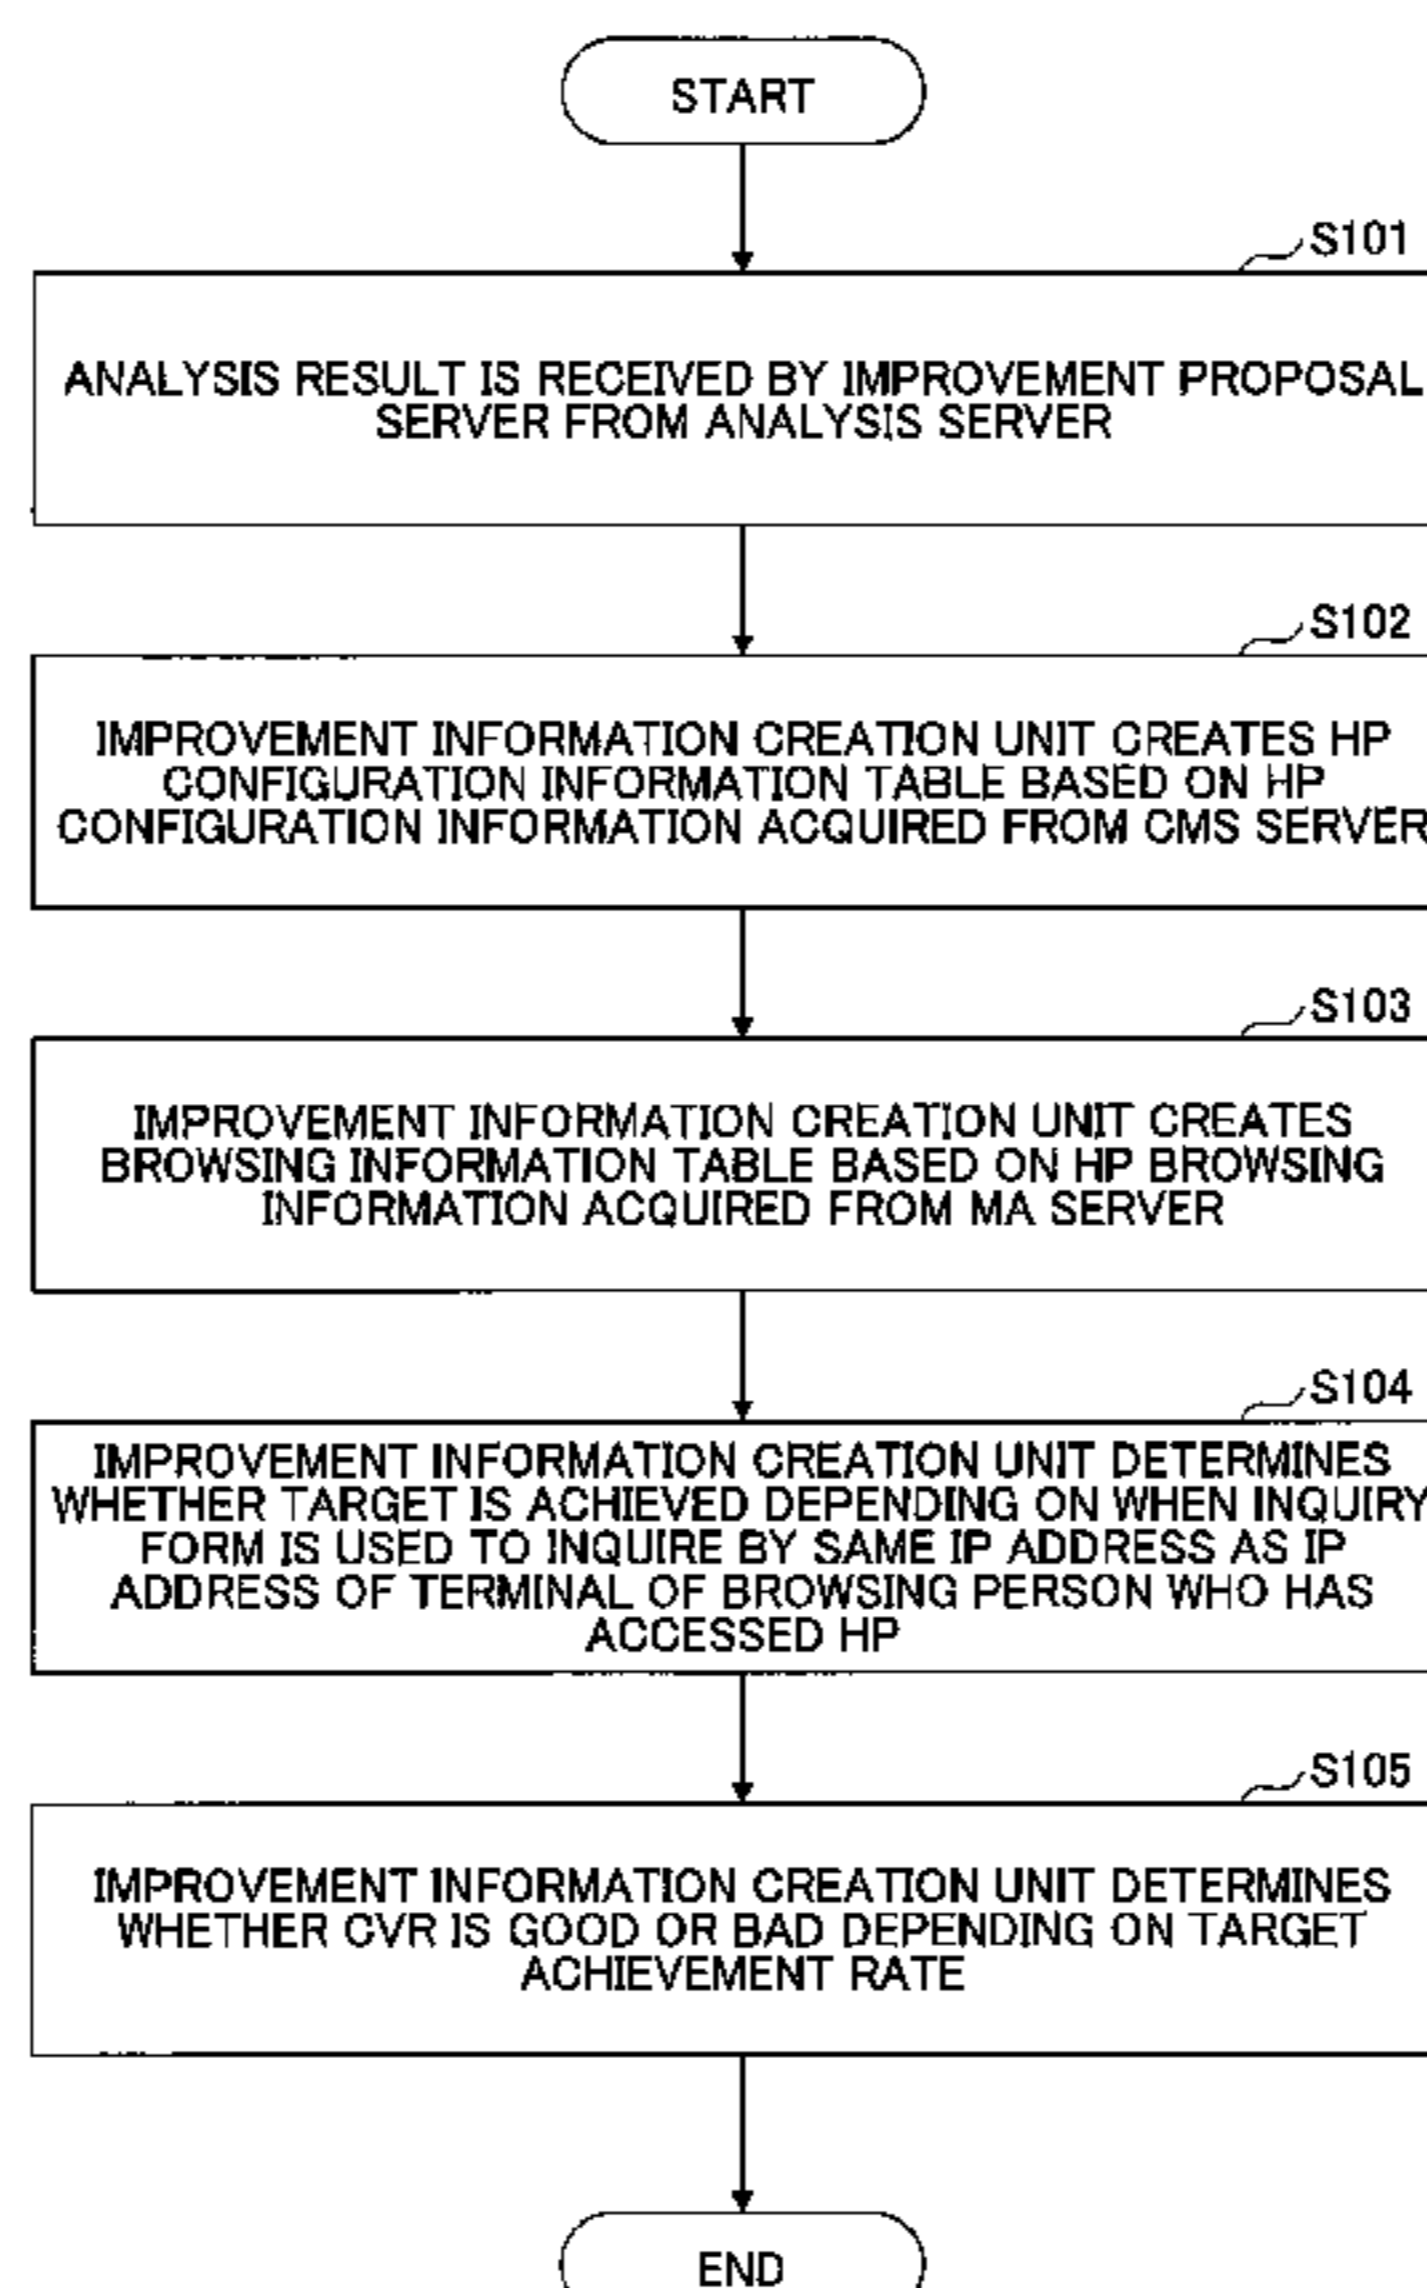 START
S101
ANALYSIS RESULT IS RECEIVED BY IMPROVEMENT PROPOSAL
SERVER FROM ANALYSIS SERVER
S102
IMPROVEMENT INFORMATION CREATION UNIT CREATES HP
CONFIGURATION INFORMATION TABLE BASED ON HP
CONFIGURATION INFORMATION ACQUIRED FROM CMS SERVER
S103
IMPROVEMENT INFORMATION CREATION UNIT CREATES
BROWSING INFORMATION TABLE BASED ON HP BROWSING
INFORMATION ACQUIRED FROM MA SERVER
S104
IMPROVEMENT INFORMATION CREATION UNIT DETERMINES
WHETHER TARGET IS ACHIEVED DEPENDING ON WHEN INQUIRY
FORM IS USED TO INQUIRE BY SAME IP ADDRESS AS IP
ADDRESS OF TERMINAL OF BROWSING PERSON WHO HAS
ACCESSED HP
S105
IMPROVEMENT INFORMATION CREATION UNIT DETERMINES
WHETHER CVR IS GOOD OR BAD DEPENDING ON TARGET
ACHIEVEMENT RATE
END